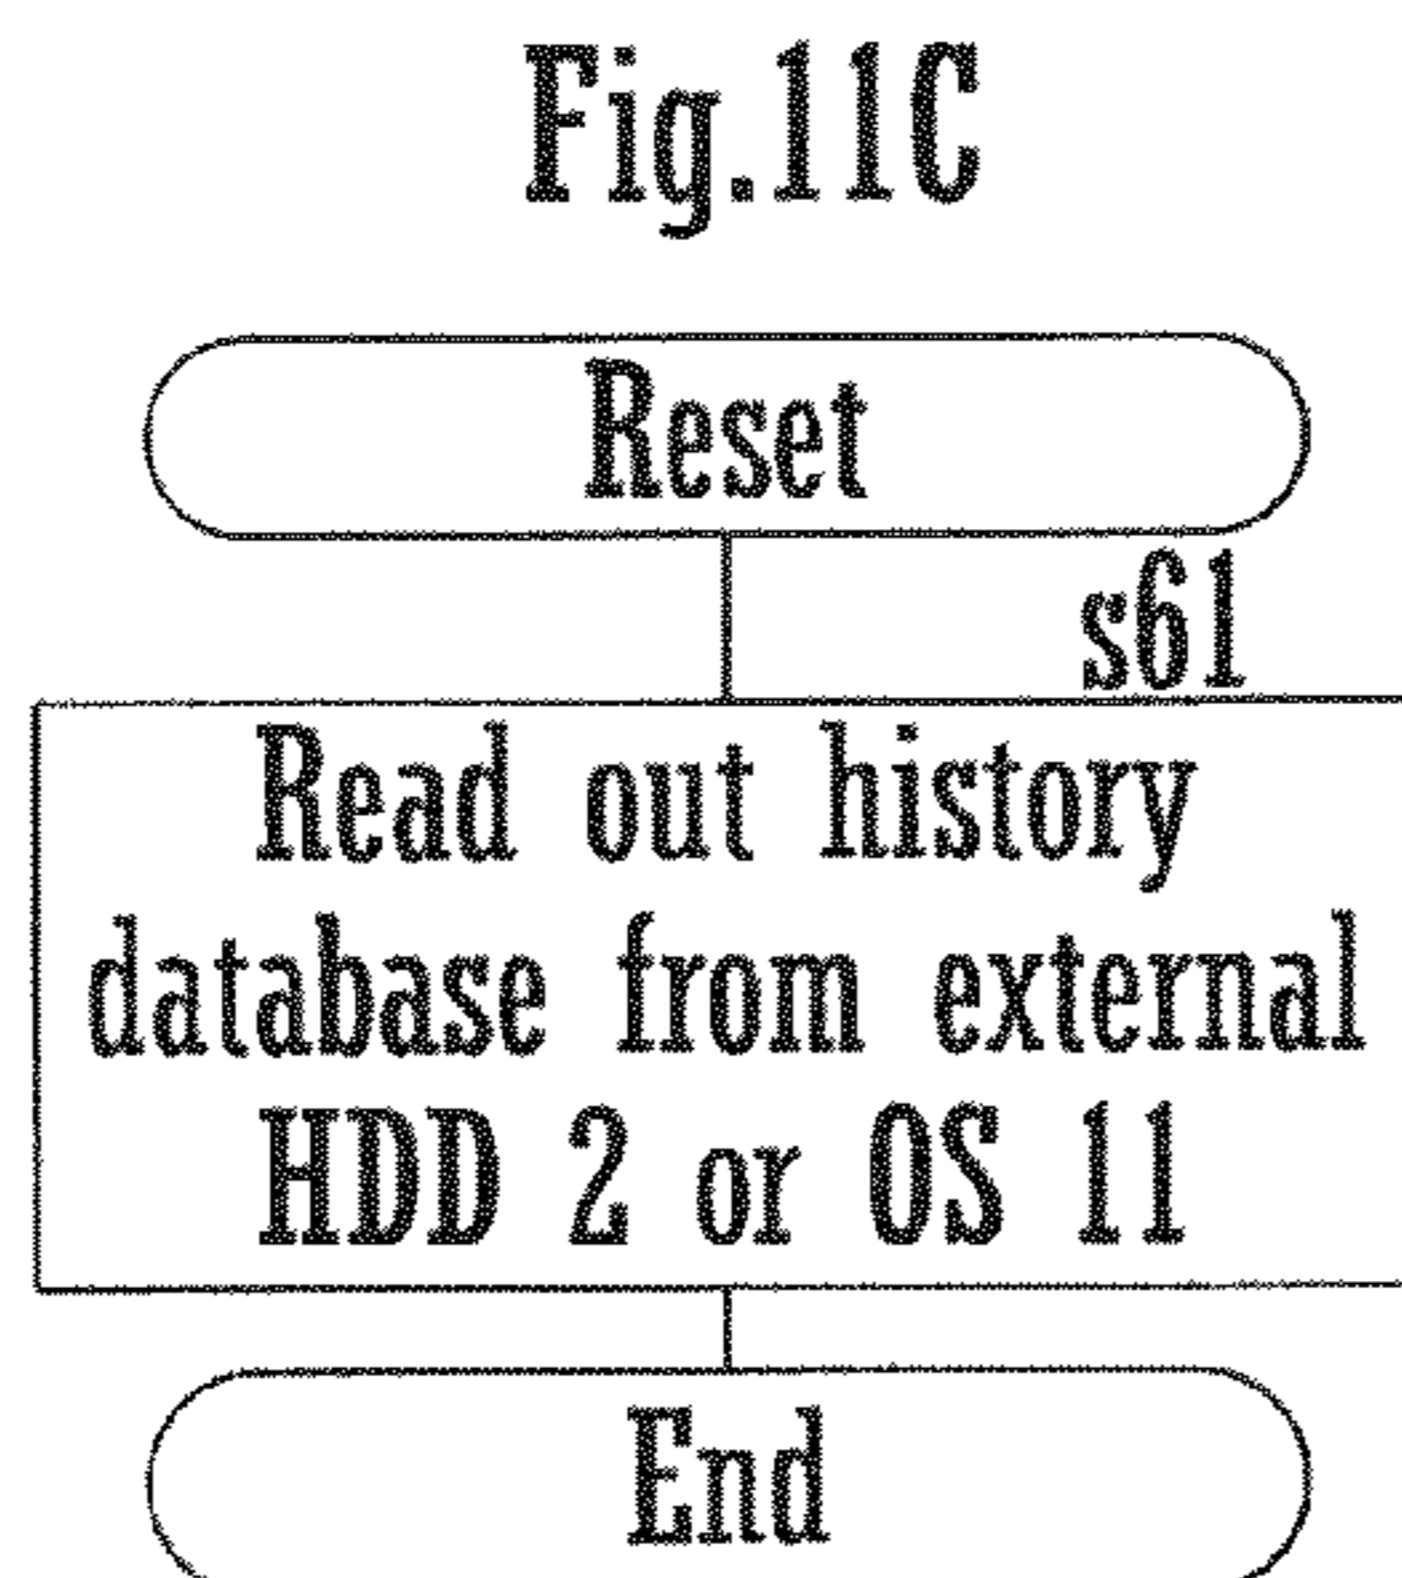 Fig.11C
Reset
s61
Read out history
database from external
HDD 2 or OS 11
End